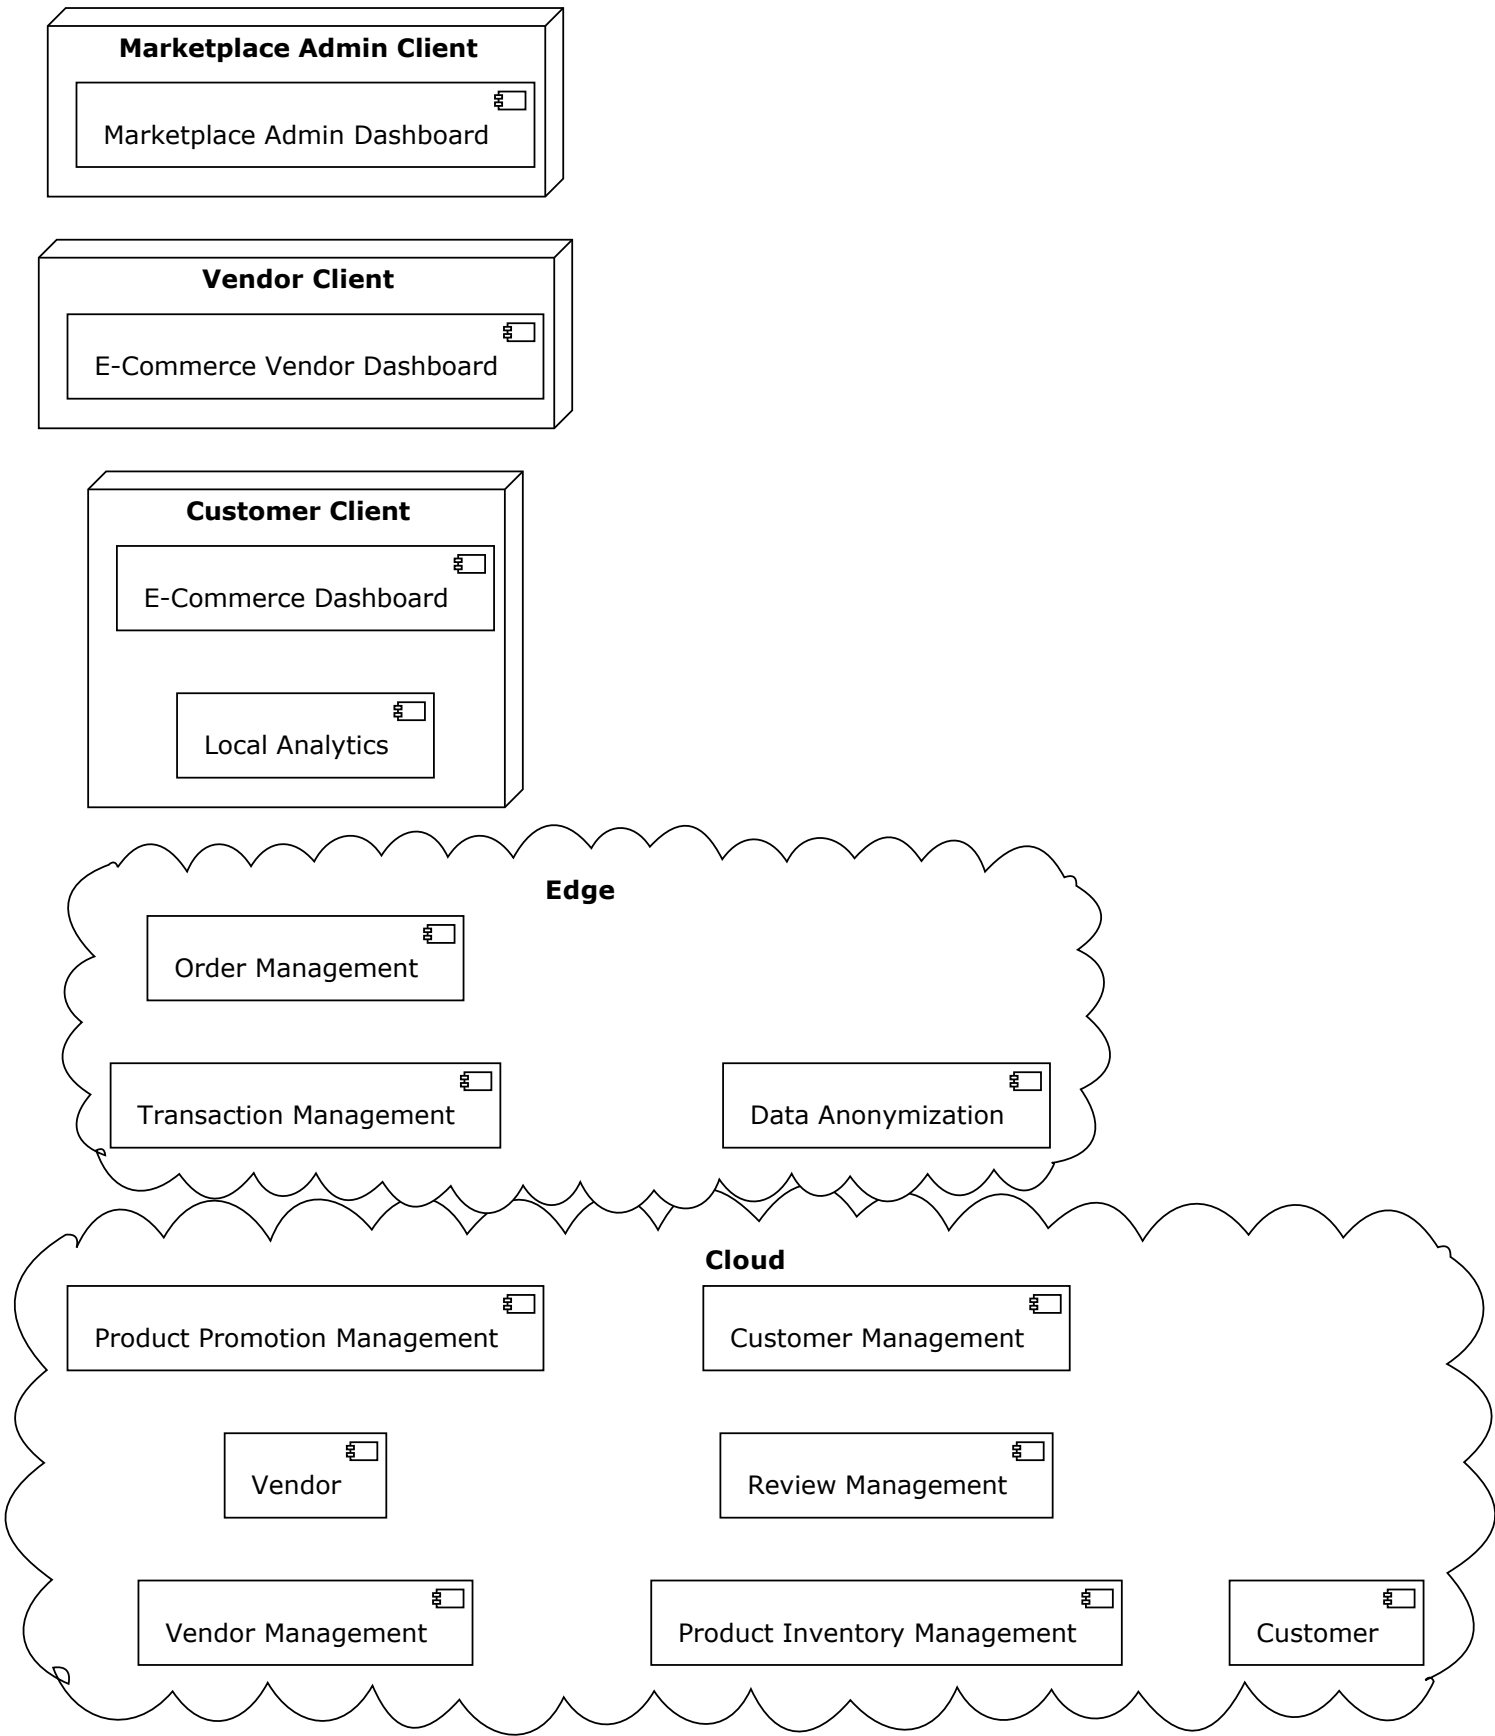 Marketplace Admin Client
Marketplace Admin Dashboard
Vendor Client
E-Commerce Vendor Dashboard
Customer Client
E-Commerce Dashboard
Local Analytics
Edge
Order Management
Transaction Management
Data Anonymization
Cloud
Product Promotion Management
Customer Management
Vendor
Review Management
Vendor Management
Product Inventory Management
Customer